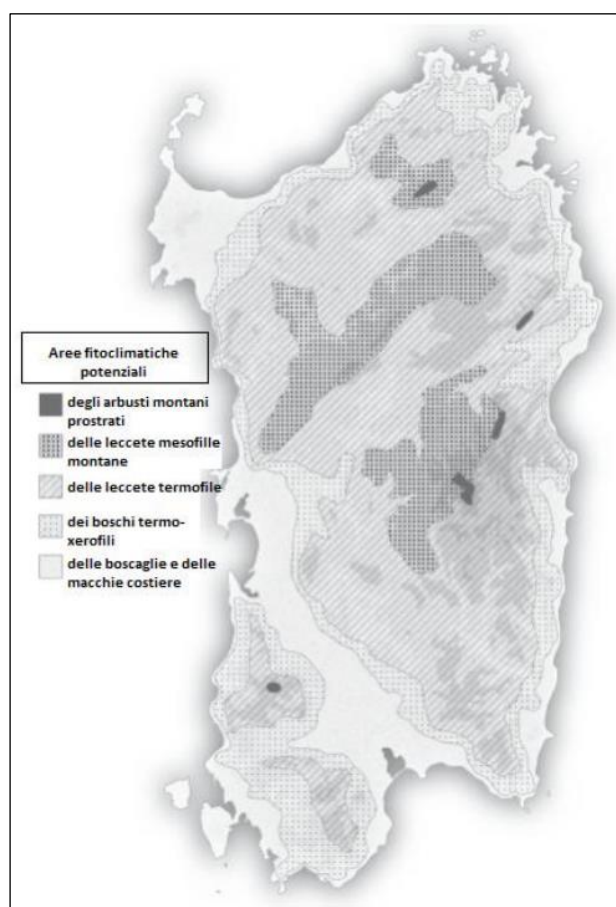 Aree fitoclimatiche
potenziali
degli arbusti montani
prostrati
delle leccete mesofille
montane
delle leccete termofile
dei boschi termo-
xerofili
delle boscaglie e delle
macchie costiere